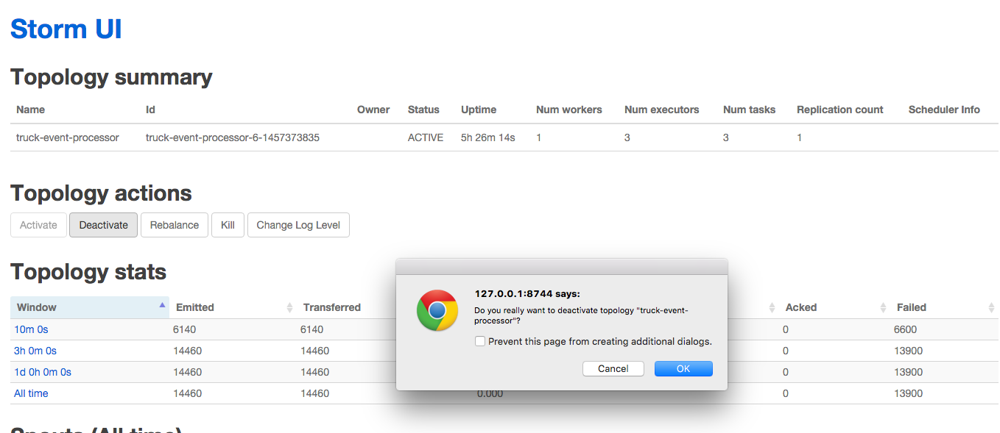 Storm UI
Topology summary
Name Id Owner Status Uptime Num workers Num executors Num tasks Replication count Scheduler Info
truck-event-processor truck-event-processor-6-1457373835 ACTIVE 5h 26m 14s 1 3 3 1
Topology actions
Activate Deactivate Rebalance Kill Change Log Level
Topology stats
Window Emitted Transferred Acked Failed
10m 0s 6140 6140 0 6600
3h 0m 0s 14460 14460 0 13900
1d 0h 0m 0s 14460 14460 0 13900
All time 14460 14460 0.000 0 13900
127.0.0.1:8744 says:
Do you really want to deactivate topology "truck-event-
processor"?
Prevent this page from creating additional dialogs.
Cancel OK
Spouts (All time)